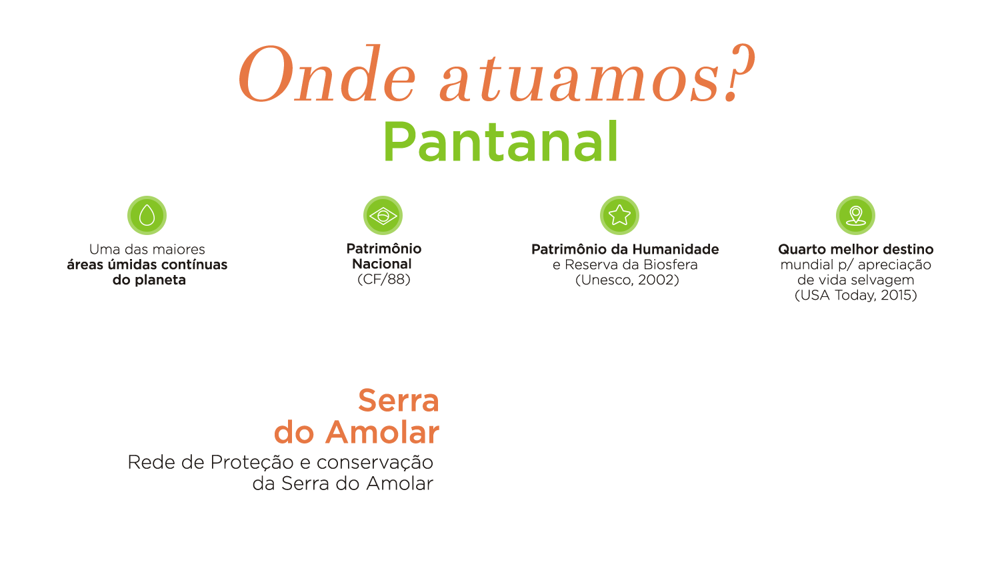 Onde atuamos?
Pantanal
Uma das maiores
áreas úmidas contínuas
do planeta
Patrimônio
Nacional
(CF/88)
Patrimônio da Humanidade
e Reserva da Biosfera
(Unesco, 2002)
Quarto melhor destino
mundial p/ apreciação
de vida selvagem
(USA Today, 2015)
Serra
do Amolar
Rede de Proteção e conservação
da Serra do Amolar